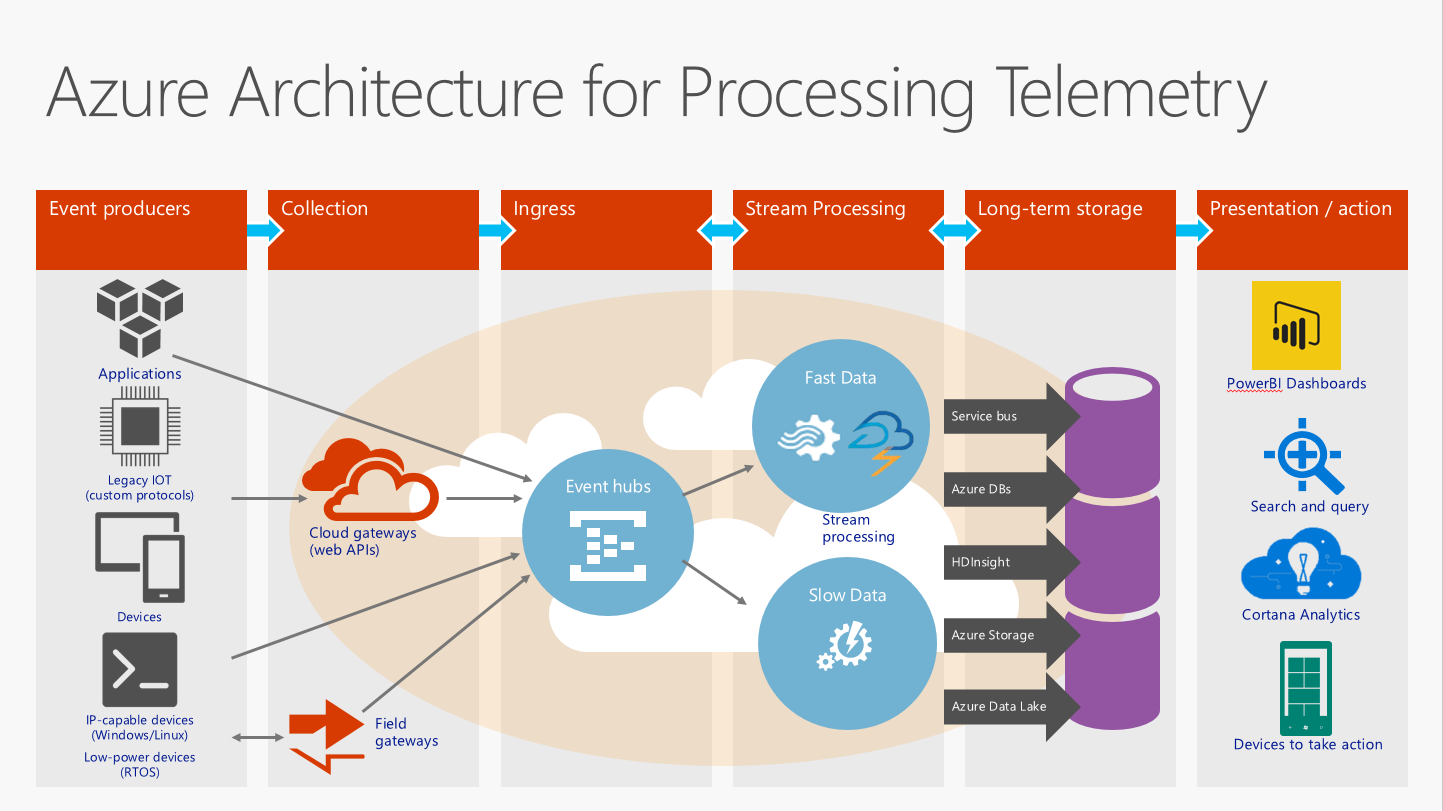 Azure Architecture for Processing Telemetry
Event producers
Collection
Ingress
Stream Processing
Long-term storage
Presentation / action
Applications
Legacy IOT
(custom protocols)
Devices
IP-capable devices
(Windows/Linux)
Low-power devices
(RTOS)
Cloud gateways
(web APIs)
Field
gateways
Event hubs
Fast Data
Stream
processing
Slow Data
Service bus
Azure DBs
HDInsight
Azure Storage
Azure Data Lake
PowerBI Dashboards
Search and query
Cortana Analytics
Devices to take action